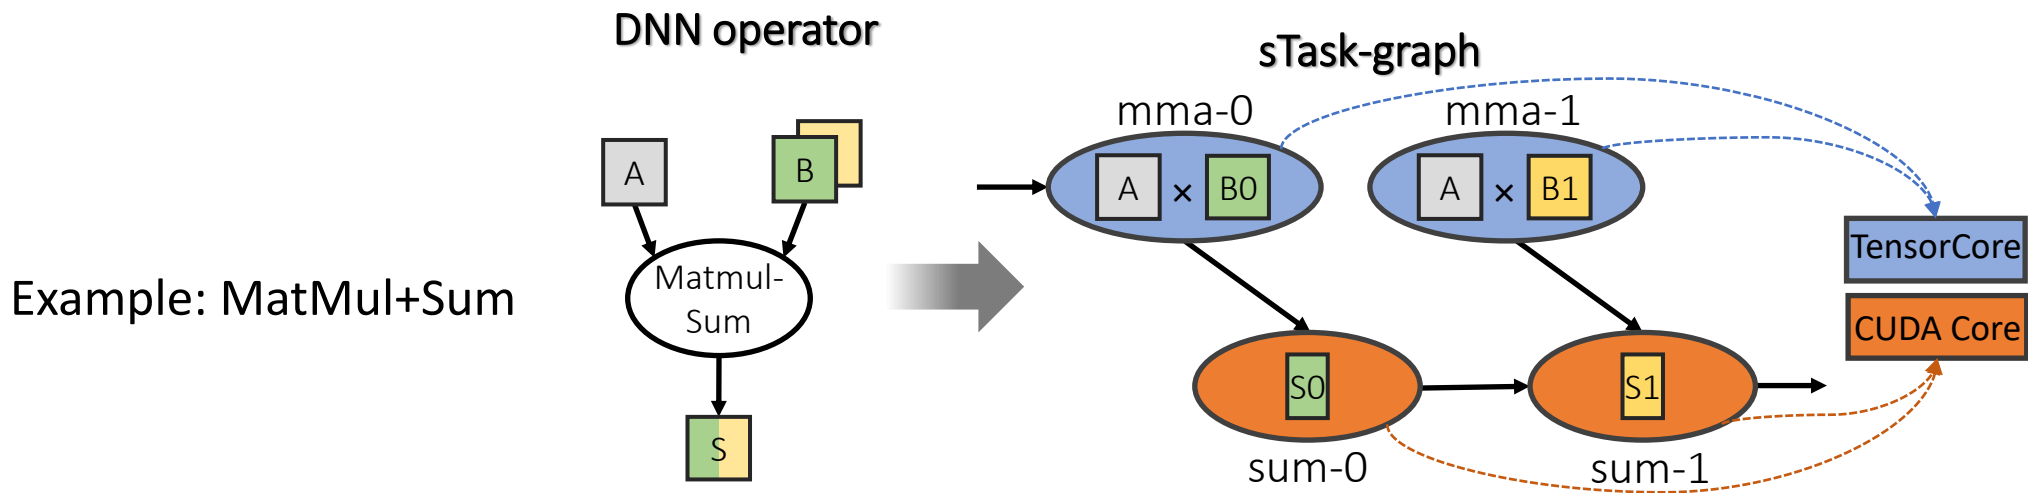 DNN operator
sTask-graph
mma-0
mma-1
A
B
A × B0
A × B1
TensorCore
Matmul-
Sum
Example: MatMul+Sum
CUDA Core
S0
S1
S
sum-0
sum-1